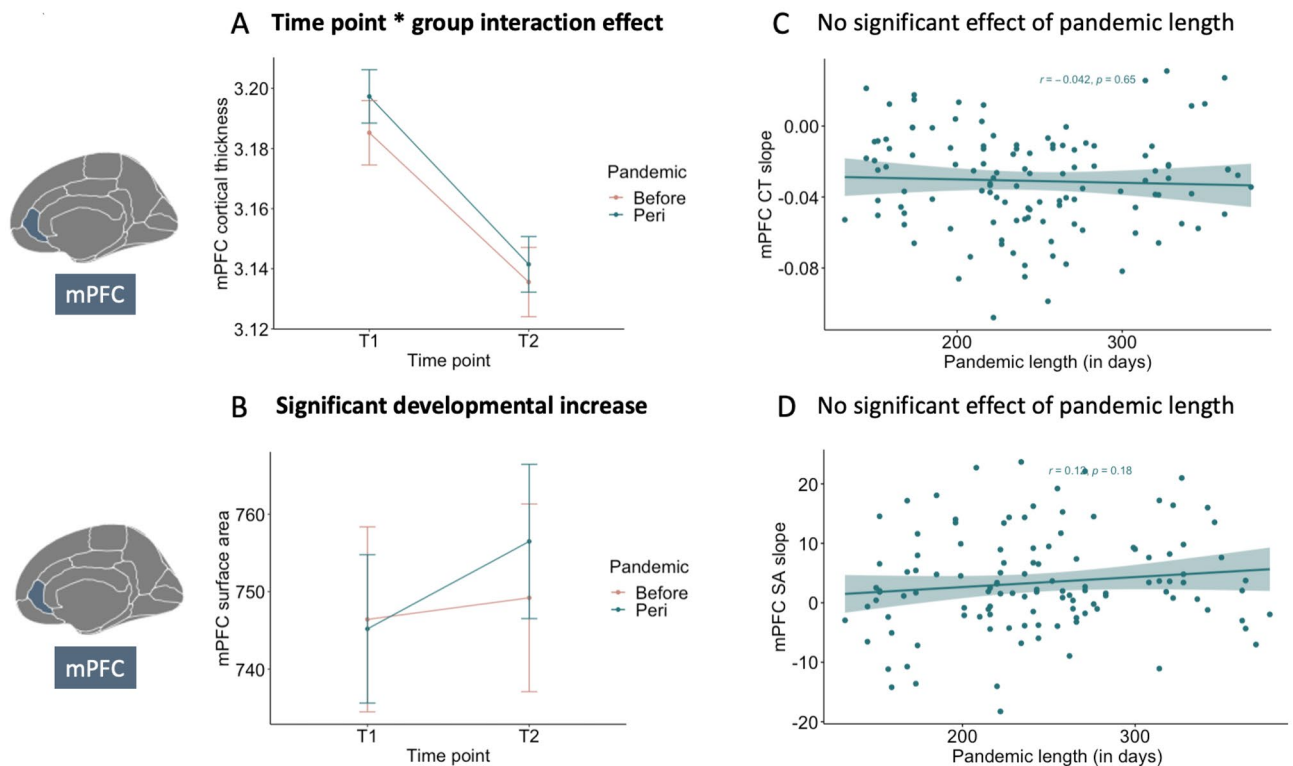 A Time point * group interaction effect
mPFC cortical thickness
3.20
3.18
3.16
3.14
3.12
T1 T2
Time point
Pandemic
Before
Peri
mPFC
C No significant effect of pandemic length
r = −0.042, p = 0.65
mPFC CT slope
0.00
-0.04
-0.08
200 300
Pandemic length (in days)
B Significant developmental increase
mPFC surface area
760
750
740
T1 T2
Time point
Pandemic
Before
Peri
mPFC
D No significant effect of pandemic length
r = 0.12, p = 0.18
mPFC SA slope
20
10
0
-10
-20
200 300
Pandemic length (in days)